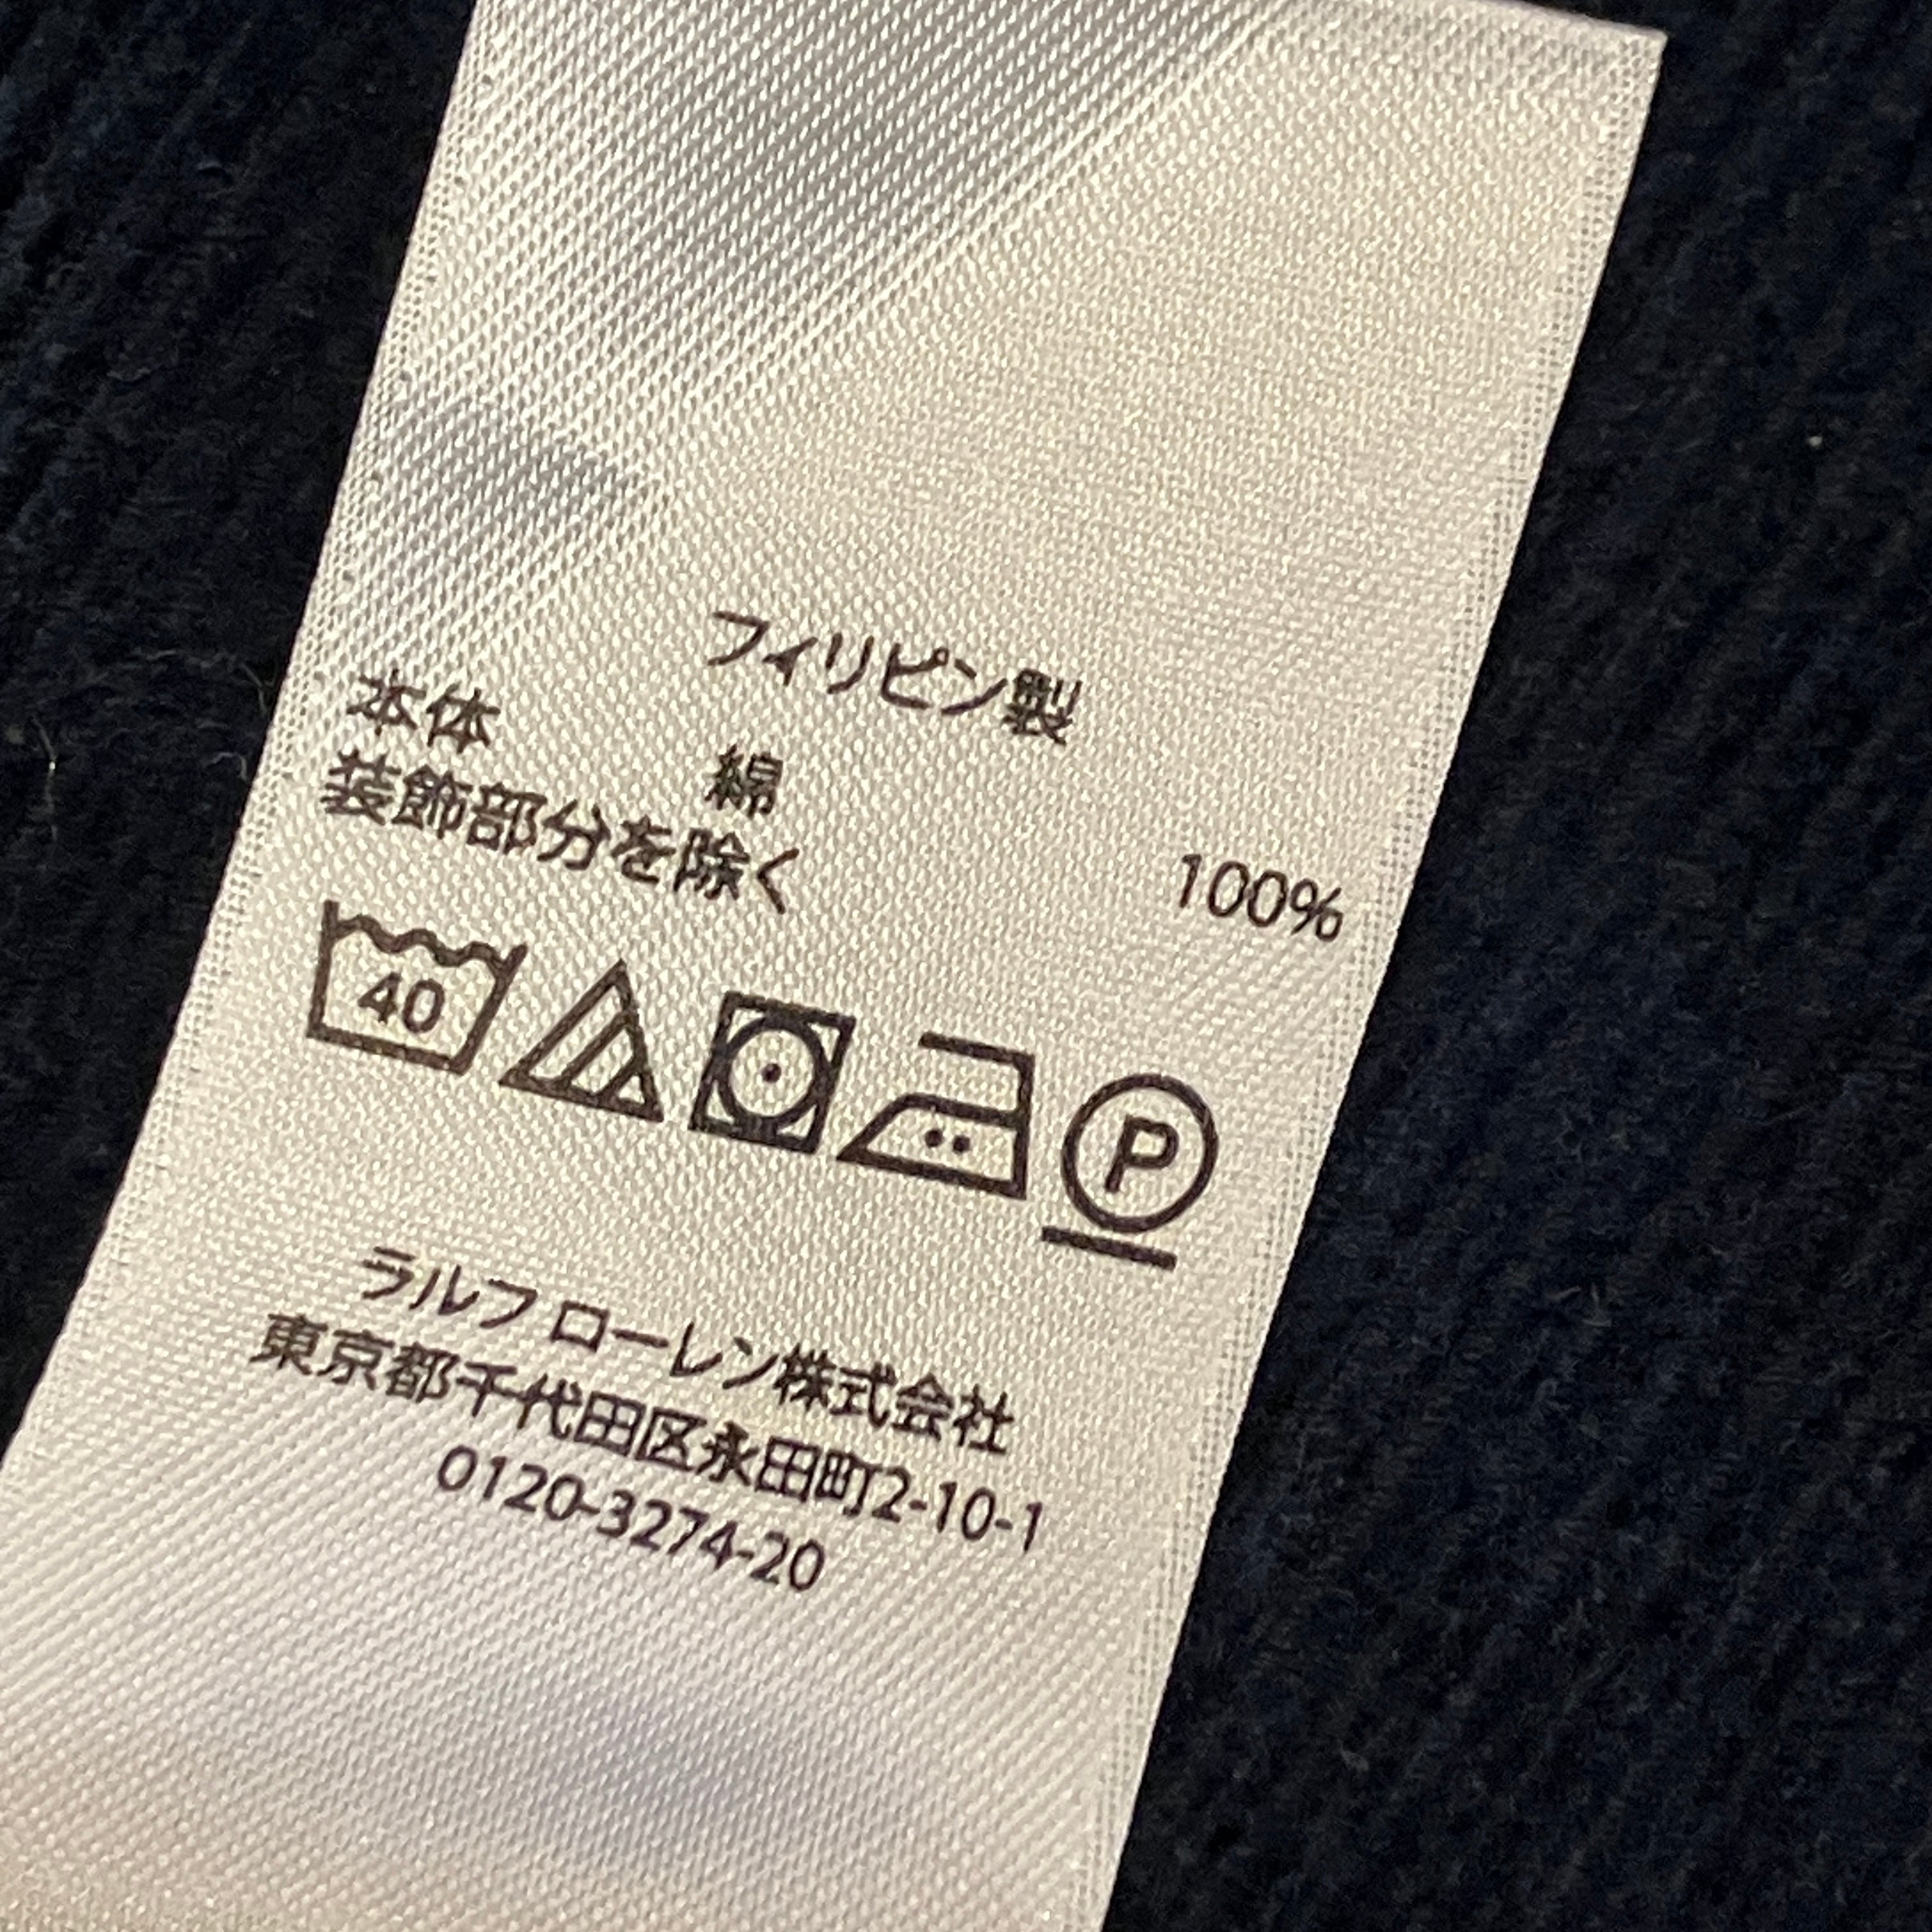 フィリピン製
本体 綿 100%
装飾部分を除く
40 P
ラルフ ローレン株式会社
東京都千代田区永田町2-10-1
0120-3274-20